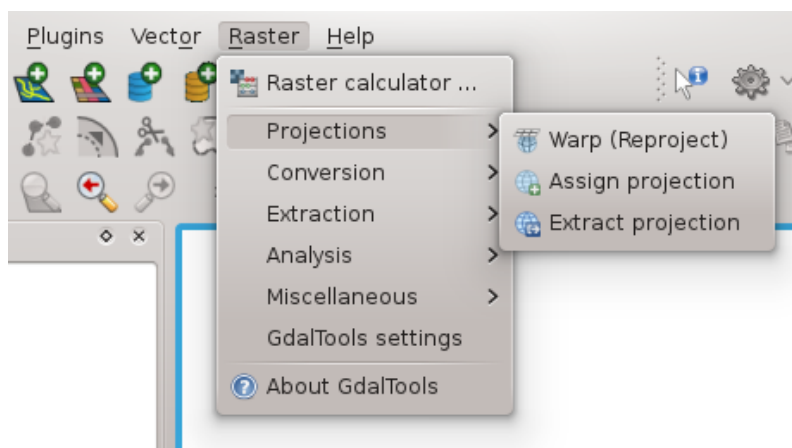 Plugins Vector Raster Help
Raster calculator ...
Projections
Conversion
Extraction
Analysis
Miscellaneous
GdalTools settings
About GdalTools
Warp (Reproject)
Assign projection
Extract projection